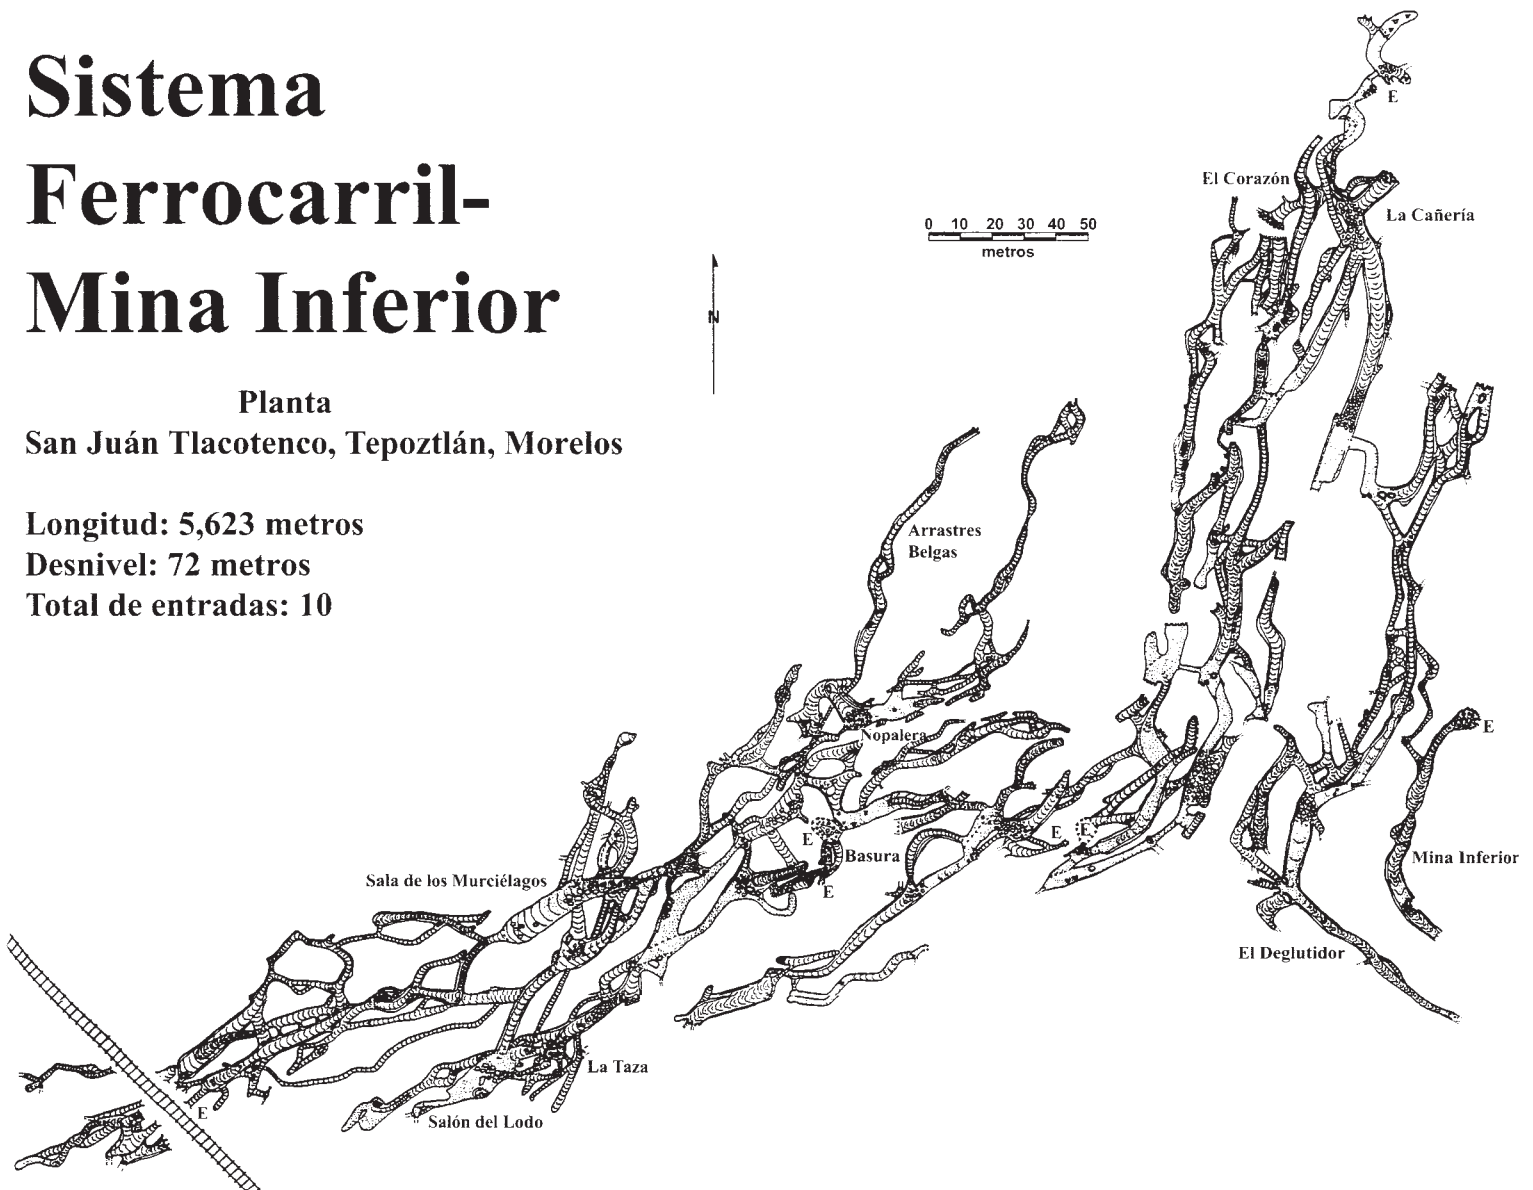 Sistema
Ferrocarril-
Mina Inferior
Planta
San Juán Tlacotenco, Tepoztlán, Morelos
Longitud: 5,623 metros
Desnivel: 72 metros
Total de entradas: 10
0 10 20 30 40 50
metros
N
E
El Corazón
La Cañería
Arrastres
Belgas
Nopalera
E
E
E
E
Basura
E
Mina Inferior
Sala de los Murciélagos
E
El Deglutidor
La Taza
E
Salón del Lodo